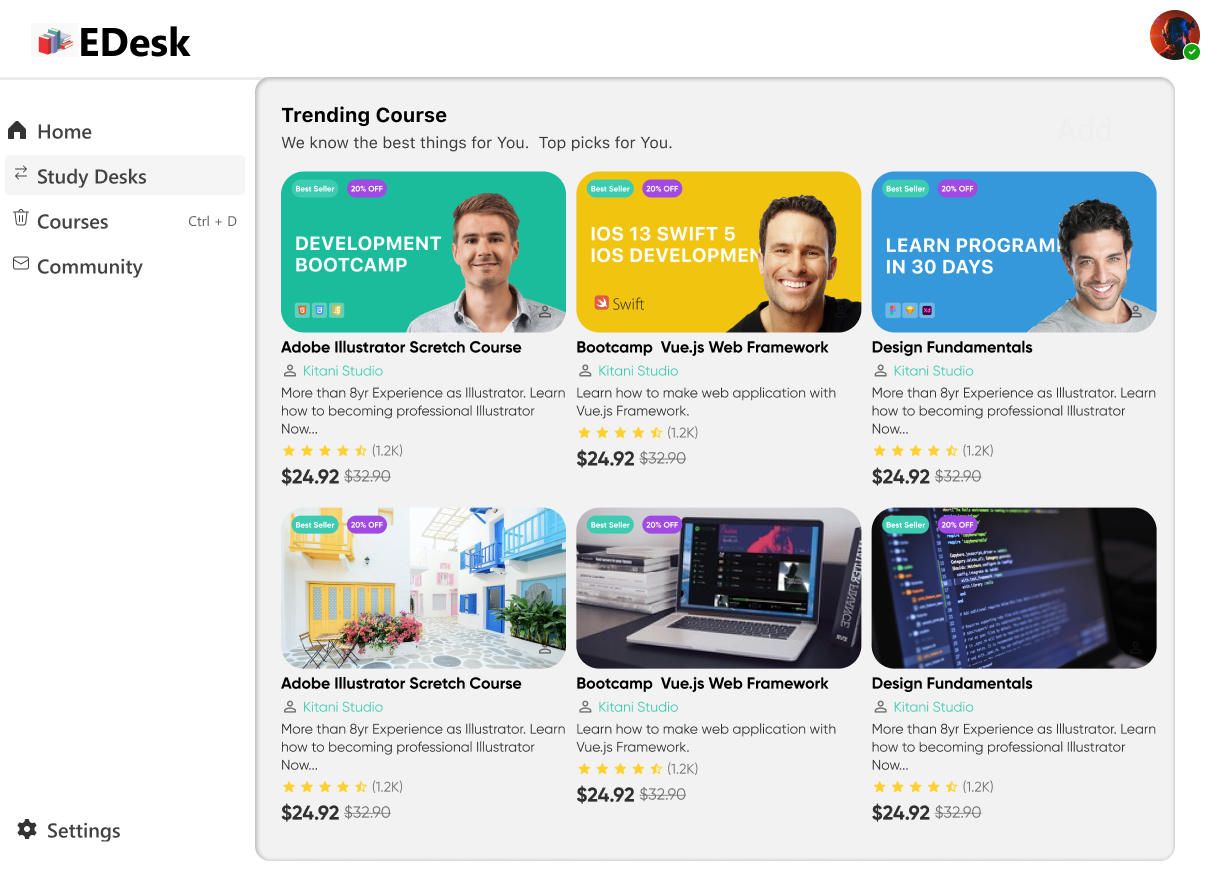 EDesk
Home
Study Desks
Courses Ctrl + D
Community
Settings
Trending Course
We know the best things for You.  Top picks for You.
Add
Best Seller 20% OFF
DEVELOPMENT
BOOTCAMP
Best Seller 20% OFF
IOS 13 SWIFT 5
IOS DEVELOPMEN
Swift
Best Seller 20% OFF
LEARN PROGRAM
IN 30 DAYS
Xd
Adobe Illustrator Scretch Course
Kitani Studio
More than 8yr Experience as Illustrator. Learn
how to becoming professional Illustrator
Now...
(1.2K)
$24.92 $32.90
Bootcamp  Vue.js Web Framework
Kitani Studio
Learn how to make web application with
Vue.js Framework.
(1.2K)
$24.92 $32.90
Design Fundamentals
Kitani Studio
More than 8yr Experience as Illustrator. Learn
how to becoming professional Illustrator
Now...
(1.2K)
$24.92 $32.90
Best Seller 20% OFF
Best Seller 20% OFF
Best Seller 20% OFF
Adobe Illustrator Scretch Course
Kitani Studio
More than 8yr Experience as Illustrator. Learn
how to becoming professional Illustrator
Now...
(1.2K)
$24.92 $32.90
Bootcamp  Vue.js Web Framework
Kitani Studio
Learn how to make web application with
Vue.js Framework.
(1.2K)
$24.92 $32.90
Design Fundamentals
Kitani Studio
More than 8yr Experience as Illustrator. Learn
how to becoming professional Illustrator
Now...
(1.2K)
$24.92 $32.90